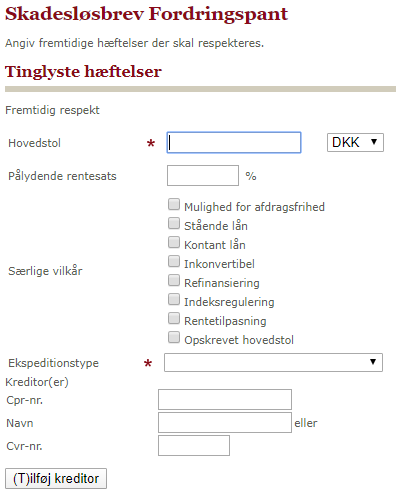 Skadesløsbrev Fordringspant
Angiv fremtidige hæftelser der skal respekteres.
Tinglyste hæftelser
Fremtidig respekt
Hovedstol * DKK
Pålydende rentesats %
Særlige vilkår
Mulighed for afdragsfrihed
Stående lån
Kontant lån
Inkonvertibel
Refinansiering
Indeksregulering
Rentetilpasning
Opskrevet hovedstol
Ekspeditionstype *
Kreditor(er)
Cpr-nr.
Navn eller
Cvr-nr.
(T)ilføj kreditor